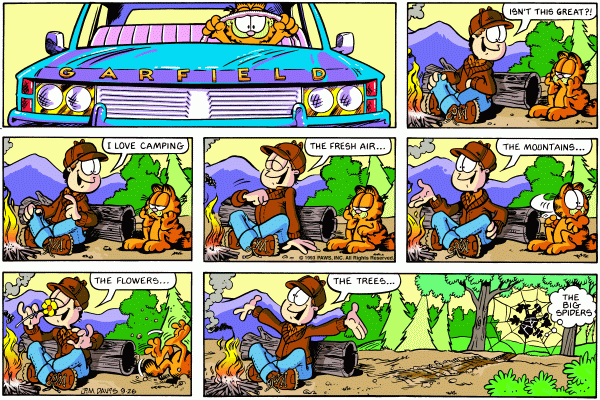 GARFIELD
ISN'T THIS GREAT?!
I LOVE CAMPING
THE FRESH AIR...
© 1993 PAWS, INC. All Rights Reserved.
THE MOUNTAINS...
THE FLOWERS...
JIM DAVIS 9-26
THE TREES...
THE
BIG
SPIDERS